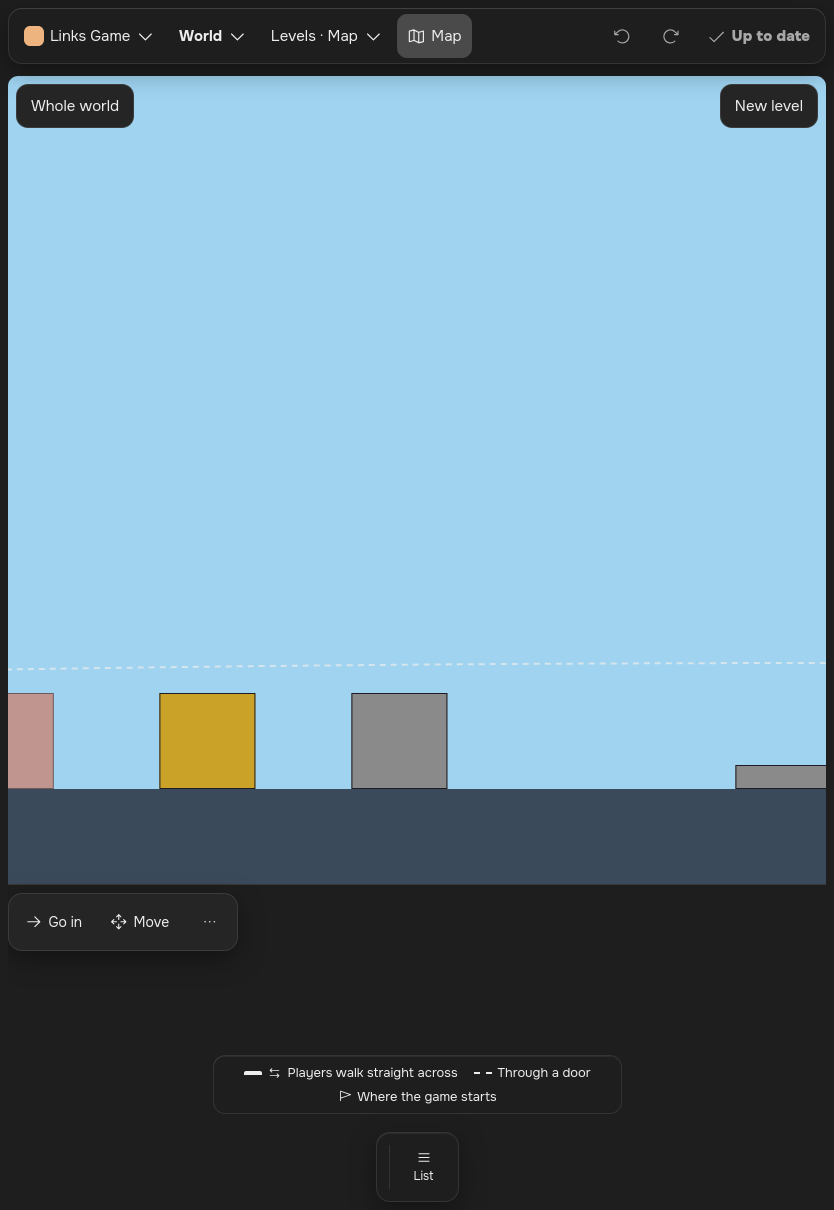 Links Game World Levels · Map Map Up to date
Whole world New level
Go in Move ···
Players walk straight across Through a door
Where the game starts
List